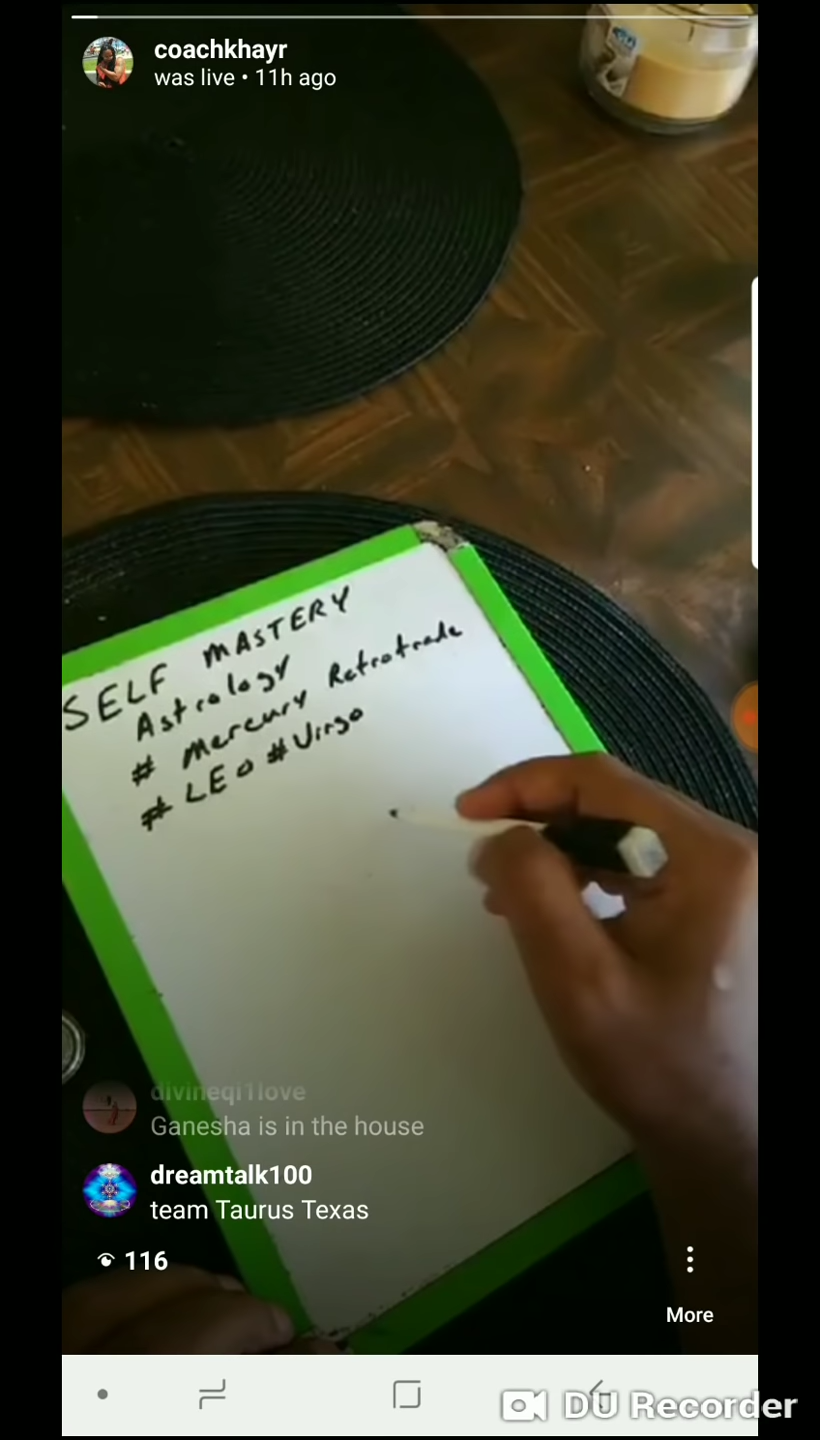 coachkhayr
was live • 11h ago
SELF MASTERY
Astrology
# Mercury Retrotrade
# LEO #Virgo
divineqi1love
Ganesha is in the house
dreamtalk100
team Taurus Texas
116
More
DU Recorder